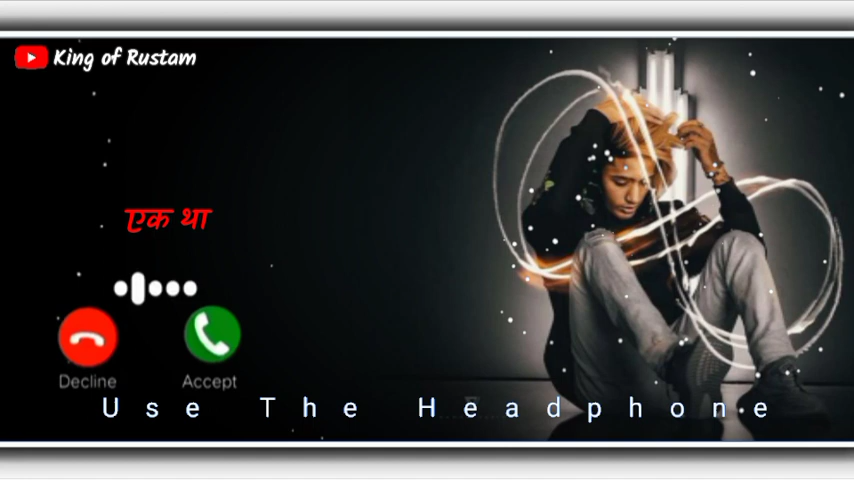 King of Rustam
एक था
Decline
Accept
Use The Headphone